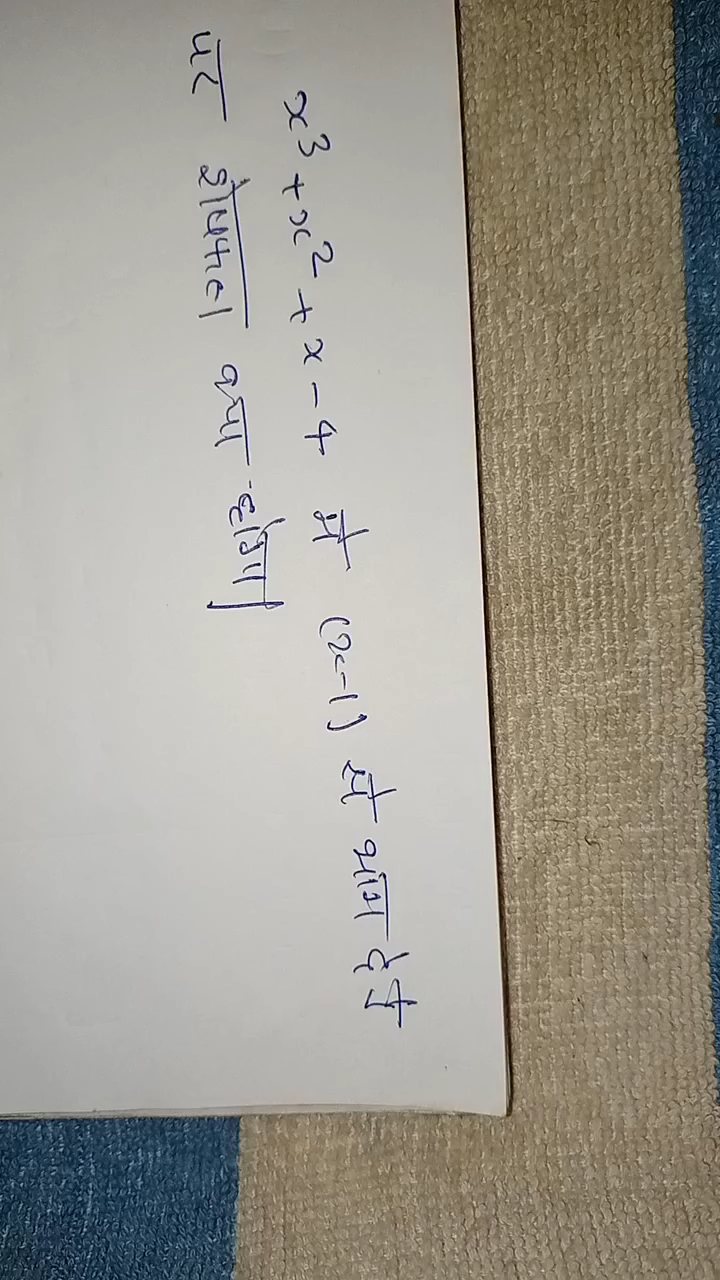 x³ + x² + x - 4 में (x-1) से भाग देने
पर शेषफल क्या होगा|